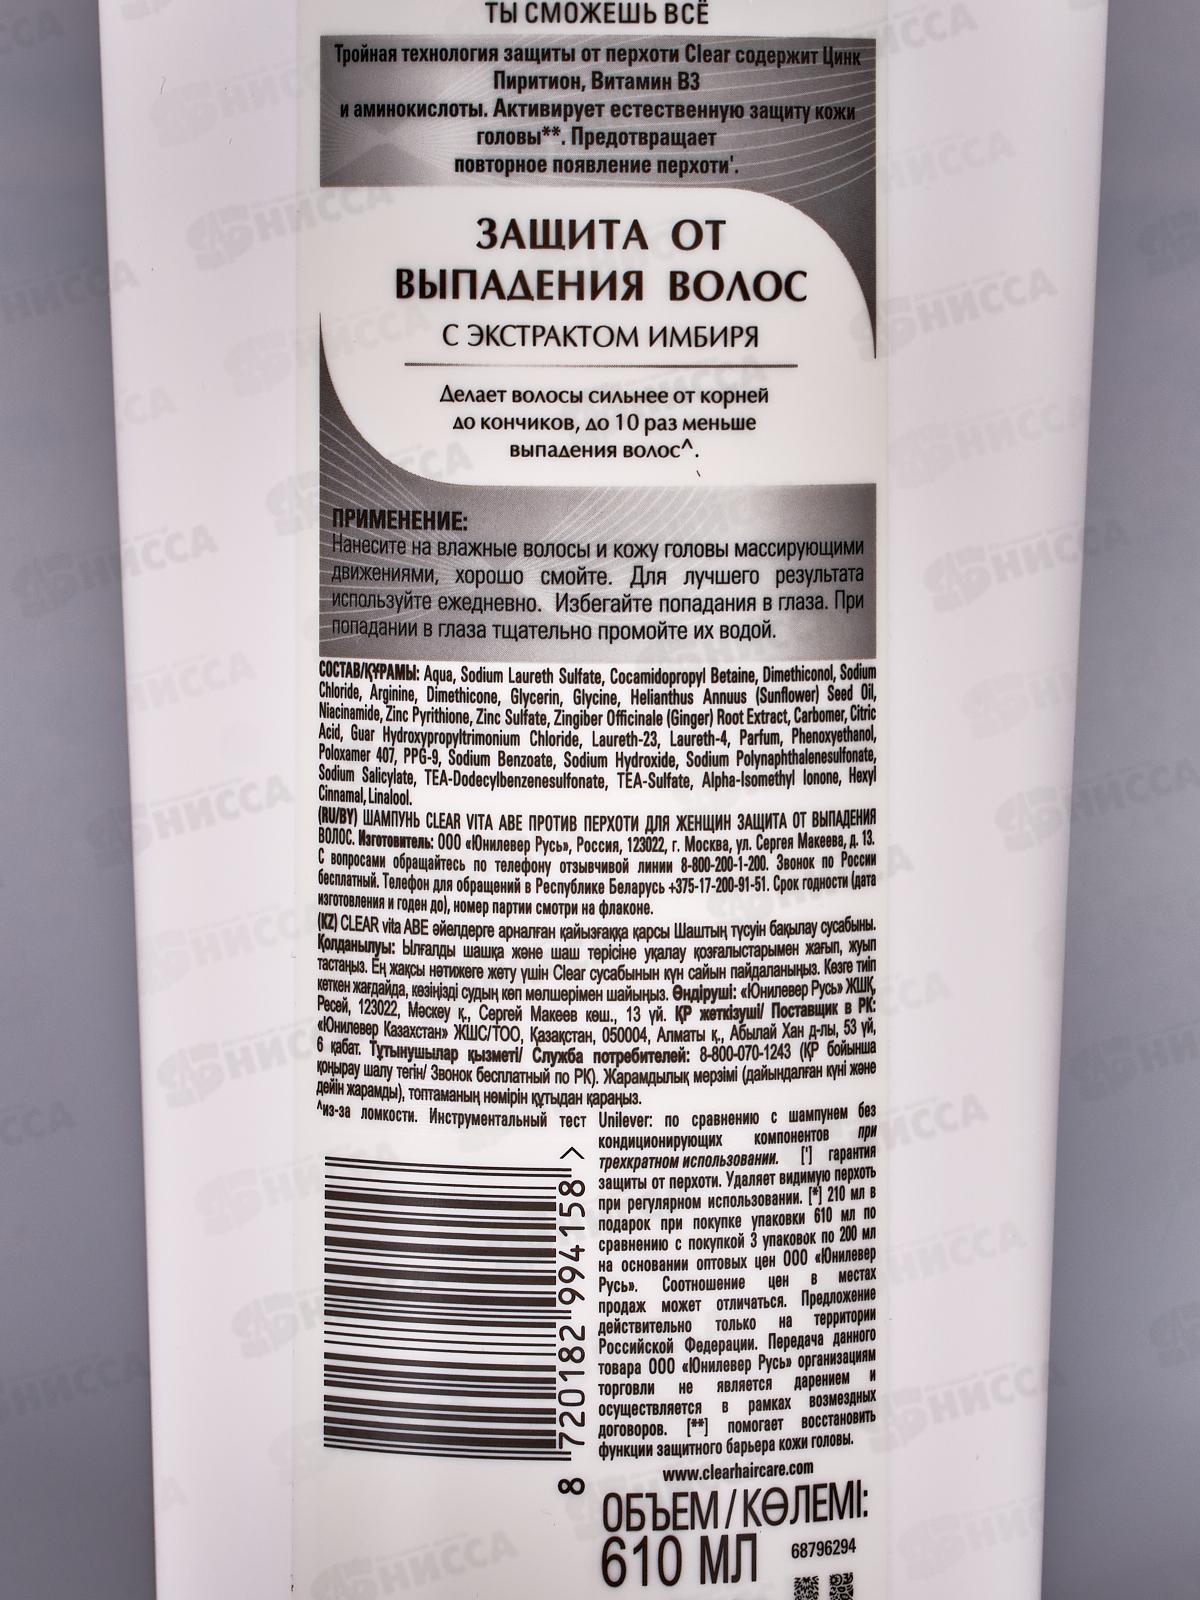 ТЫ СМОЖЕШЬ ВСЁ
Тройная технология защиты от перхоти Clear содержит Цинк
Пиритион, Витамин В3
и аминокислоты. Активирует естественную защиту кожи
головы**. Предотвращает
повторное появление перхоти'.
ЗАЩИТА ОТ
ВЫПАДЕНИЯ ВОЛОС
С ЭКСТРАКТОМ ИМБИРЯ
Делает волосы сильнее от корней
до кончиков, до 10 раз меньше
выпадения волос^.
ПРИМЕНЕНИЕ:
Нанесите на влажные волосы и кожу головы массирующими
движениями, хорошо смойте. Для лучшего результата
используйте ежедневно. Избегайте попадания в глаза. При
попадании в глаза тщательно промойте их водой.
СОСТАВ/ҚҰРАМЫ: Aqua, Sodium Laureth Sulfate, Cocamidopropyl Betaine, Dimethiconol, Sodium
Chloride, Arginine, Dimethicone, Glycerin, Glycine, Helianthus Annuus (Sunflower) Seed Oil,
Niacinamide, Zinc Pyrithione, Zinc Sulfate, Zingiber Officinale (Ginger) Root Extract, Carbomer, Citric
Acid, Guar Hydroxypropyltrimonium Chloride, Laureth-23, Laureth-4, Parfum, Phenoxyethanol,
Poloxamer 407, PPG-9, Sodium Benzoate, Sodium Hydroxide, Sodium Polynaphthalenesulfonate,
Sodium Salicylate, TEA-Dodecylbenzenesulfonate, TEA-Sulfate, Alpha-Isomethyl Ionone, Hexyl
Cinnamal, Linalool.
(RU/BY) ШАМПУНЬ CLEAR VITA ABE ПРОТИВ ПЕРХОТИ ДЛЯ ЖЕНЩИН ЗАЩИТА ОТ ВЫПАДЕНИЯ
ВОЛОС. Изготовитель: ООО «Юнилевер Русь», Россия, 123022, г. Москва, ул. Сергея Макеева, д. 13.
С вопросами обращайтесь по телефону отзывчивой линии 8-800-200-1-200. Звонок по России
бесплатный. Телефон для обращений в Республике Беларусь +375-17-200-91-51. Срок годности (дата
изготовления и годен до), номер партии смотри на флаконе.
(KZ) CLEAR vita ABE әйелдерге арналған қайызғаққа қарсы Шаштың түсуін бақылау сусабыны.
Қолданылуы: Ылғалды шашқа және шаш терісіне уқалау қозғалыстарымен жағып, жуып
тастаңыз. Ең жақсы нәтижеге жету үшін Clear сусабынын күн сайын пайдаланыңыз. Көзге тиіп
кеткен жағдайда, көзіңізді судың көп мөлшерімен шайыңыз. Өндіруші: «Юнилевер Русь» ЖШҚ,
Ресей, 123022, Мәскеу қ., Сергей Макеев көш., 13 үй. ҚР жеткізуші/ Поставщик в РК:
«Юнилевер Казахстан» ЖШС/ТОО, Қазақстан, 050004, Алматы қ., Абылай Хан д-лы, 53 үй,
6 қабат. Тұтынушылар қызметі/ Служба потребителей: 8-800-070-1243 (ҚР бойынша
қоңырау шалу тегін/ Звонок бесплатный по РК). Жарамдылық мерзімі (дайындалған күні және
дейін жарамды), топтаманың нөмірін құтыдан қараңыз.
^из-за ломкости. Инструментальный тест Unilever: по сравнению с шампунем без
кондиционирующих компонентов при
трехкратном использовании. ['] гарантия
защиты от перхоти. Удаляет видимую перхоть
при регулярном использовании. [*] 210 мл в
подарок при покупке упаковки 610 мл по
сравнению с покупкой 3 упаковок по 200 мл
на основании оптовых цен ООО «Юнилевер
Русь». Соотношение цен в местах
продаж может отличаться. Предложение
действительно только на территории
Российской Федерации. Передача данного
товара ООО «Юнилевер Русь» организациям
торговли не является дарением и
осуществляется в рамках возмездных
договоров. [**] помогает восстановить
функции защитного барьера кожи головы.
8 720182 994158 >
www.clearhaircare.com
ОБЪЕМ / КӨЛЕМІ:
610 МЛ
68796294
НИССА